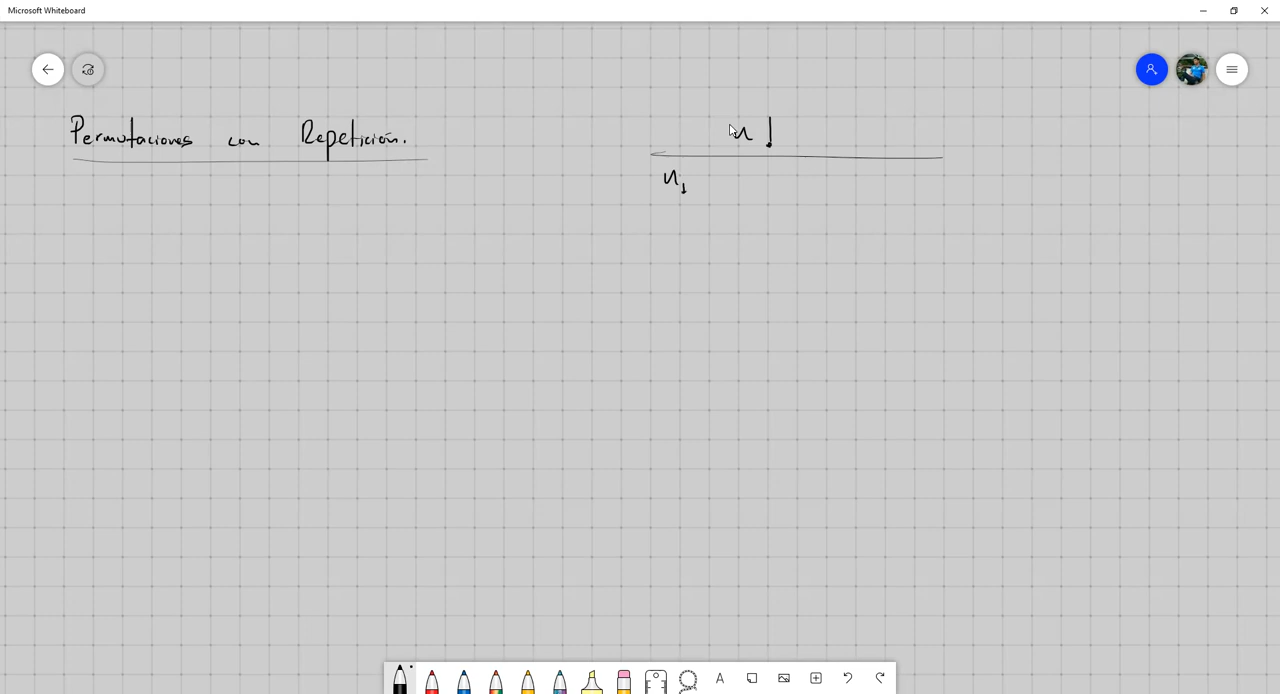 Microsoft Whiteboard
Permutaciones con Repetición.
n!
n₁
A